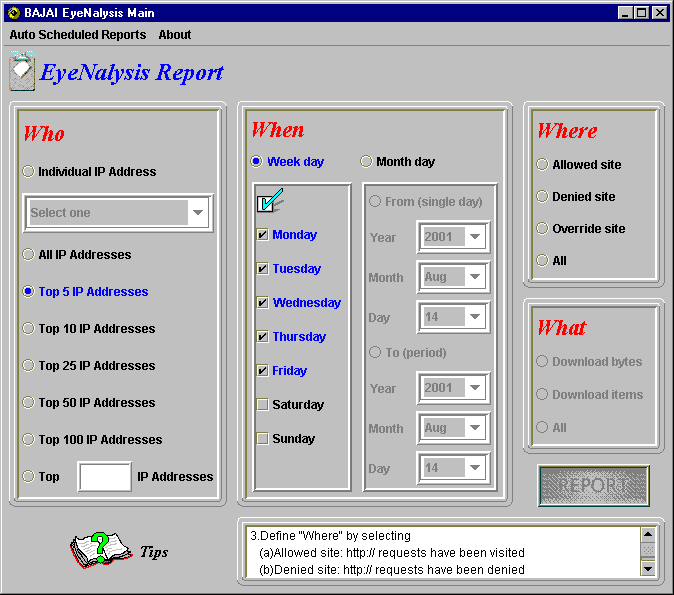 BAJAI EyeNalysis Main
Auto Scheduled Reports About
EyeNalysis Report
Who
Individual IP Address
Select one
All IP Addresses
Top 5 IP Addresses
Top 10 IP Addresses
Top 25 IP Addresses
Top 50 IP Addresses
Top 100 IP Addresses
Top IP Addresses
When
Week day Month day
Monday
Tuesday
Wednesday
Thursday
Friday
Saturday
Sunday
From (single day)
Year 2001
Month Aug
Day 14
To (period)
Year 2001
Month Aug
Day 14
Where
Allowed site
Denied site
Override site
All
What
Download bytes
Download items
All
REPORT
Tips
3.Define "Where" by selecting
(a)Allowed site: http:// requests have been visited
(b)Denied site: http:// requests have been denied